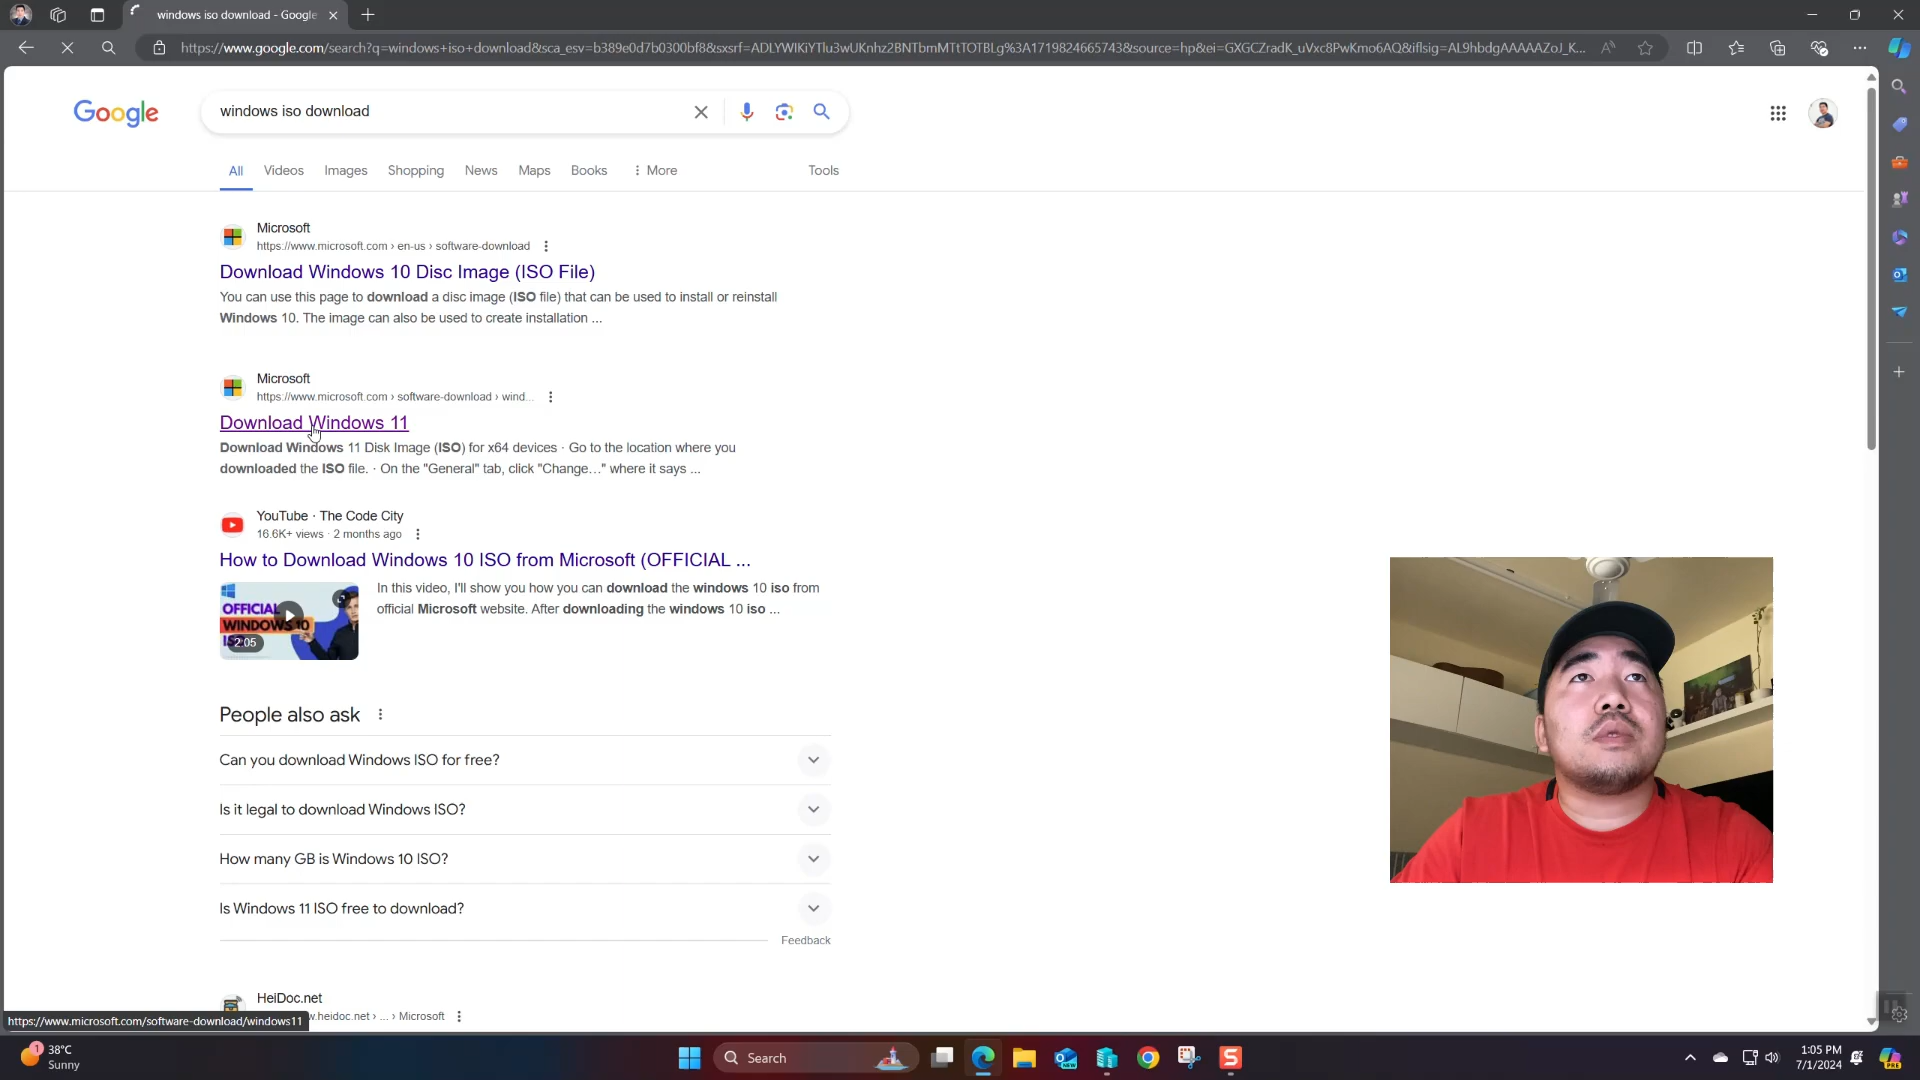 windows iso download - Google
https://www.google.com/search?q=windows+iso+download&sca_esv=b389e0d7b0300bf8&sxsrf=ADLYWIKiYTlu3wUKnhz2BNTbmMTtTOTBLg%3A1719824665743&source=hp&ei=GXGCZradK_uVxc8PwKmo6AQ&iflsig=AL9hbdgAAAAAZoJ_K...
Google
windows iso download
All Videos Images Shopping News Maps Books More Tools
Microsoft
https://www.microsoft.com › en-us › software-download
Download Windows 10 Disc Image (ISO File)
You can use this page to download a disc image (ISO file) that can be used to install or reinstall
Windows 10. The image can also be used to create installation ...
Microsoft
https://www.microsoft.com › software-download › wind...
Download Windows 11
Download Windows 11 Disk Image (ISO) for x64 devices · Go to the location where you
downloaded the ISO file. · On the "General" tab, click "Change…" where it says ...
YouTube · The Code City
16.6K+ views · 2 months ago
How to Download Windows 10 ISO from Microsoft (OFFICIAL ...
In this video, I'll show you how you can download the windows 10 iso from
official Microsoft website. After downloading the windows 10 iso ...
OFFICIAL
WINDOWS 10
2:05
People also ask
Can you download Windows ISO for free?
Is it legal to download Windows ISO?
How many GB is Windows 10 ISO?
Is Windows 11 ISO free to download?
Feedback
HeiDoc.net
w.heidoc.net › ... › Microsoft
https://www.microsoft.com/software-download/windows11
1
38°C
Sunny
Search
NEW
S
1:05 PM
7/1/2024
PRE